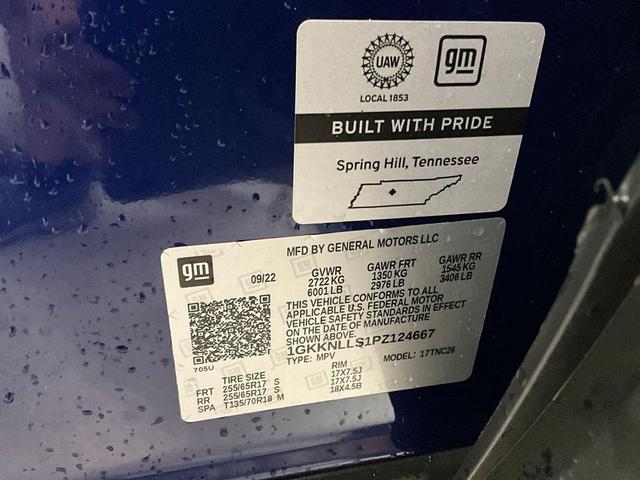 UAW
gm
LOCAL 1853
BUILT WITH PRIDE
Spring Hill, Tennessee
MFD BY GENERAL MOTORS LLC
gm
09/22
GVWR GAWR FRT GAWR RR
2722 KG 1350 KG 1545 KG
6001 LB 2976 LB 3406 LB
THIS VEHICLE CONFORMS TO ALL
APPLICABLE U.S. FEDERAL MOTOR
VEHICLE SAFETY STANDARDS IN EFFECT
ON THE DATE OF MANUFACTURE
SHOWN ABOVE.
1GKKNLLS1PZ124667
705U
TYPE: MPV MODEL: 17TNC26
TIRE SIZE RIM
FRT 255/65R17 S 17X7.5J
RR 255/65R17 S 17X7.5J
SPA T135/70R18 M 18X4.5B